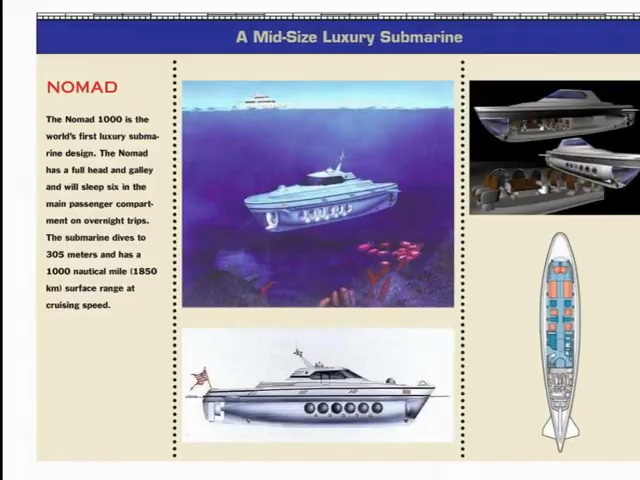 A Mid-Size Luxury Submarine
NOMAD
The Nomad 1000 is the
world's first luxury subma-
rine design. The Nomad
has a full head and galley
and will sleep six in the
main passenger compart-
ment on overnight trips.
The submarine dives to
305 meters and has a
1000 nautical mile (1850
km) surface range at
cruising speed.